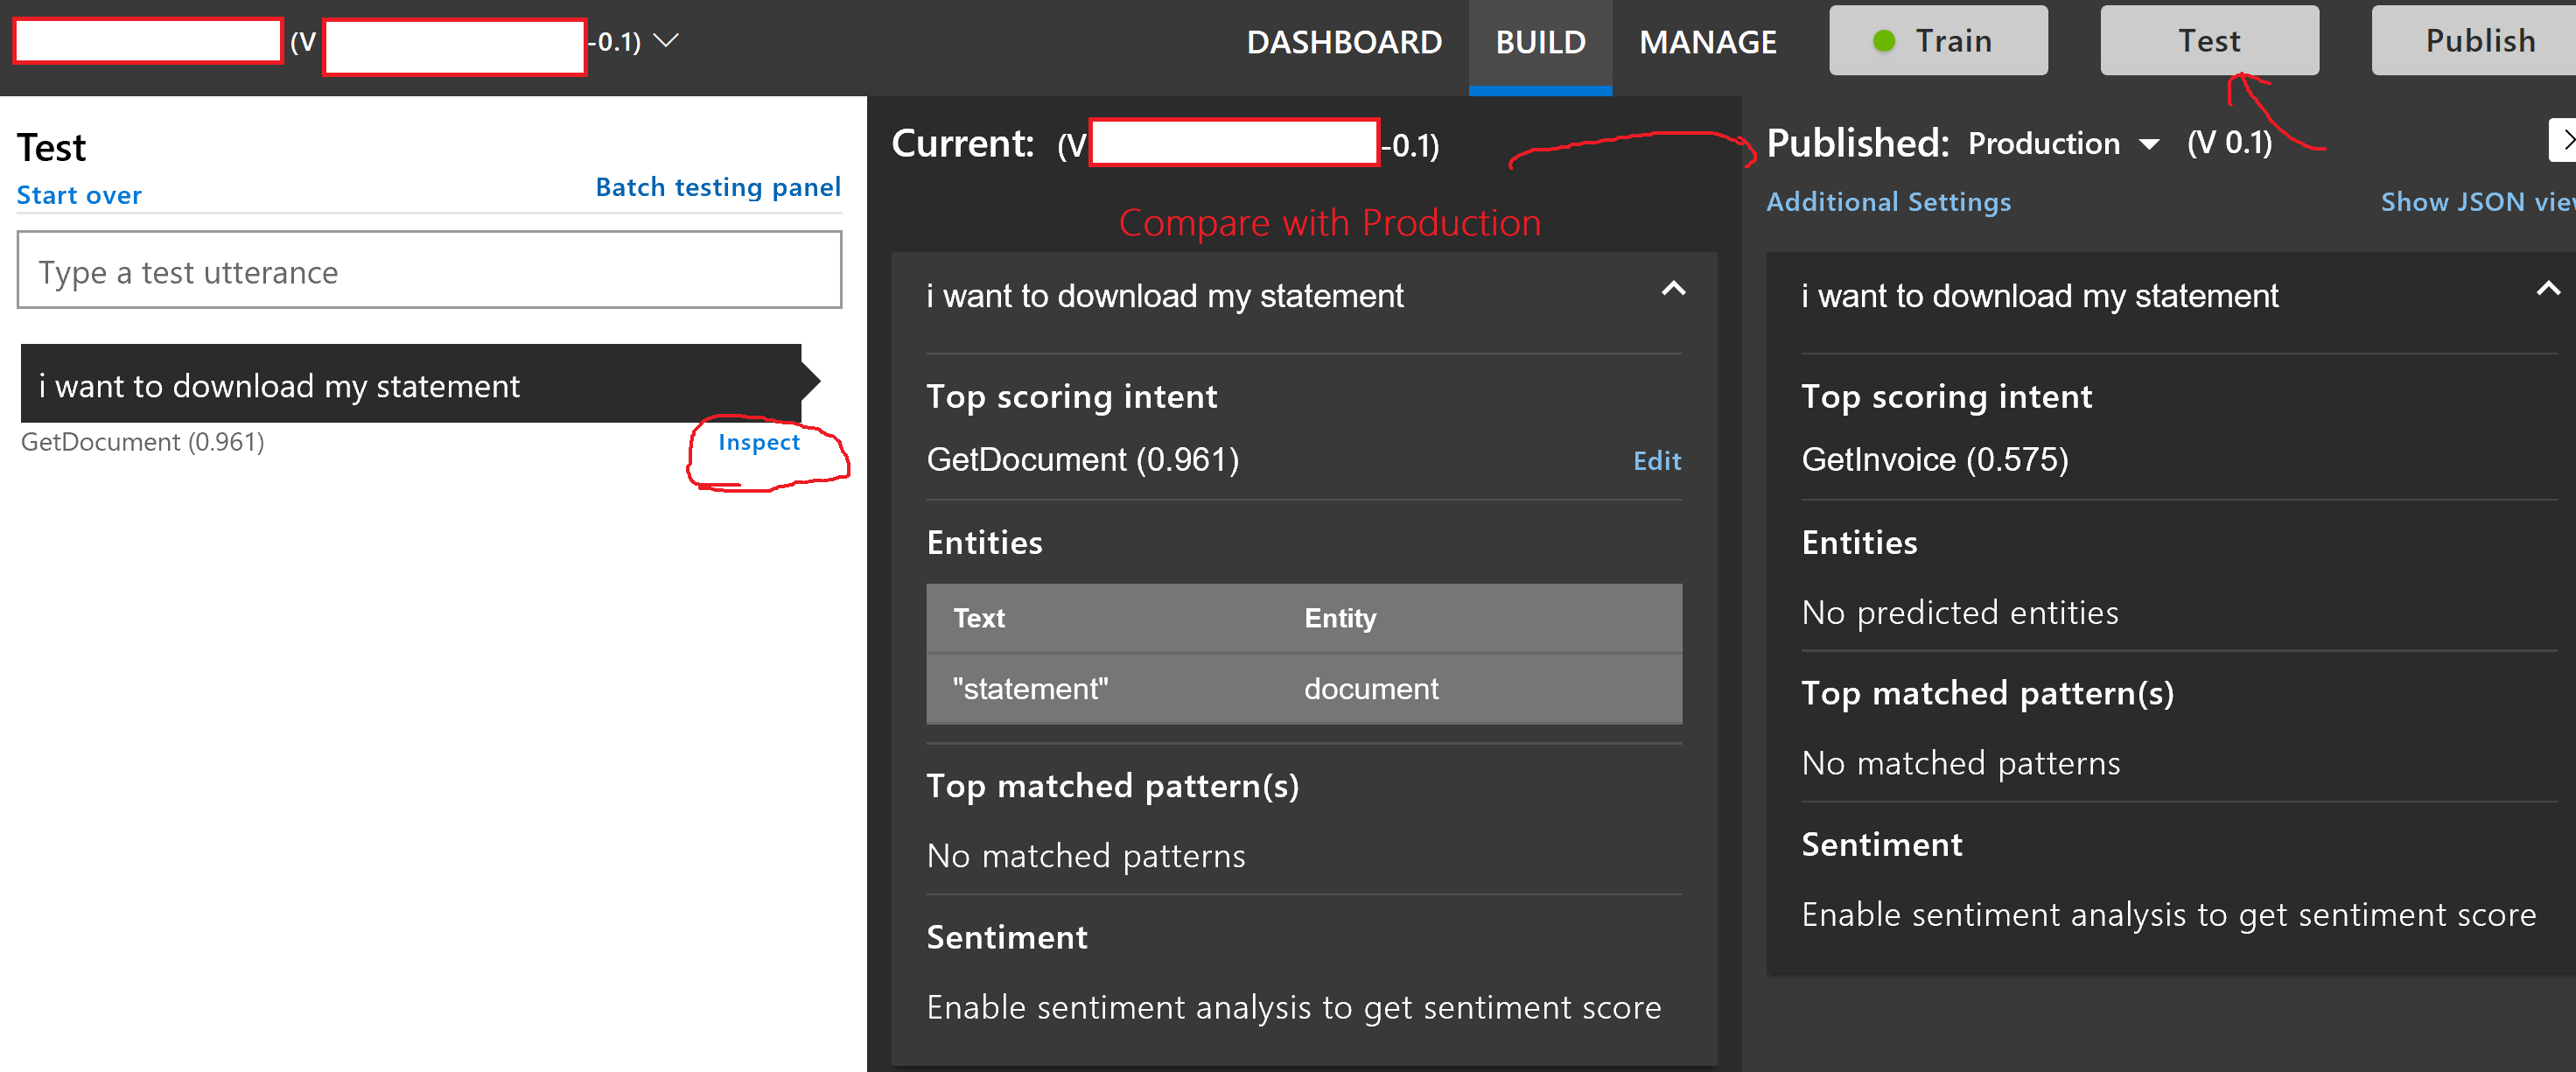 (V -0.1)
DASHBOARD BUILD MANAGE Train Test Publish
Test
Start over Batch testing panel
Type a test utterance
i want to download my statement
GetDocument (0.961) Inspect
Current: (V -0.1)
Compare with Production
i want to download my statement
Top scoring intent
GetDocument (0.961) Edit
Entities
Text Entity
"statement" document
Top matched pattern(s)
No matched patterns
Sentiment
Enable sentiment analysis to get sentiment score
Published: Production (V 0.1)
Additional Settings Show JSON view
i want to download my statement
Top scoring intent
GetInvoice (0.575)
Entities
No predicted entities
Top matched pattern(s)
No matched patterns
Sentiment
Enable sentiment analysis to get sentiment score